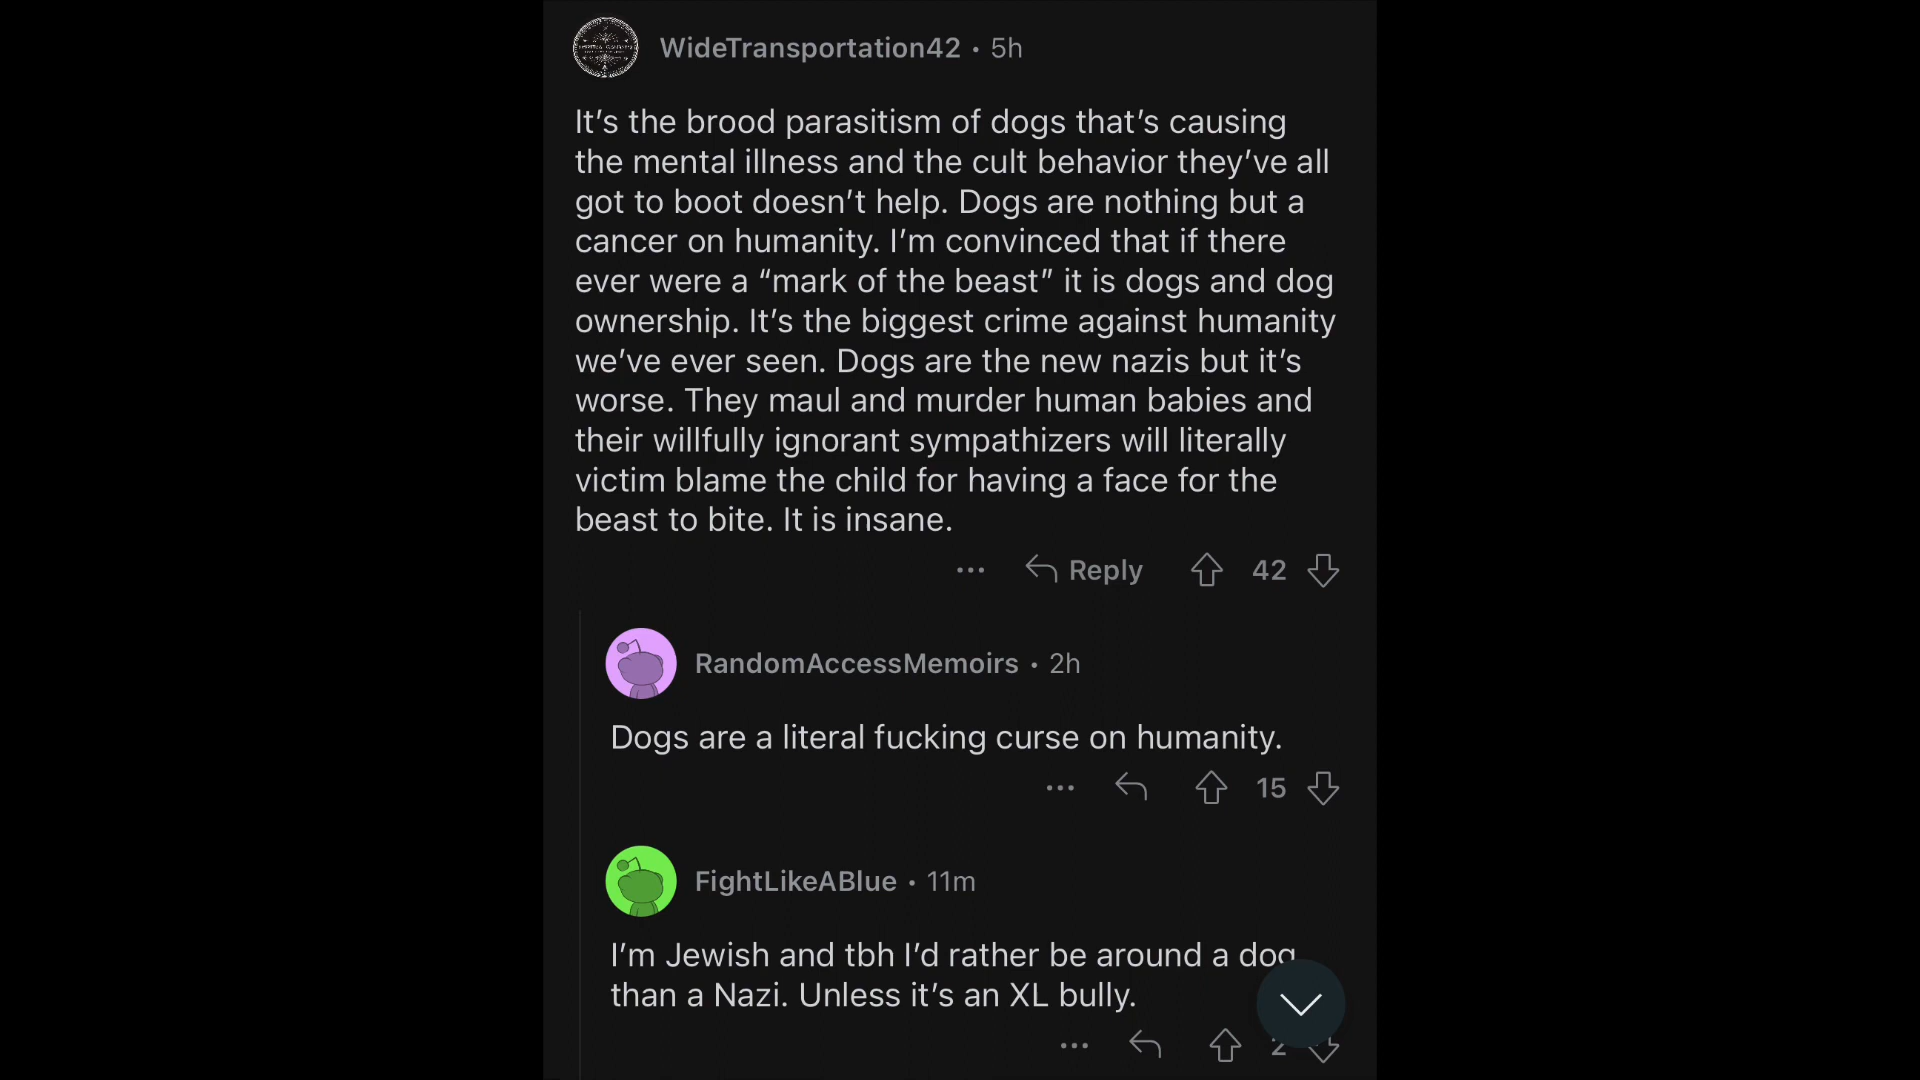 WideTransportation42 • 5h
It’s the brood parasitism of dogs that’s causing
the mental illness and the cult behavior they’ve all
got to boot doesn’t help. Dogs are nothing but a
cancer on humanity. I’m convinced that if there
ever were a “mark of the beast” it is dogs and dog
ownership. It’s the biggest crime against humanity
we’ve ever seen. Dogs are the new nazis but it’s
worse. They maul and murder human babies and
their willfully ignorant sympathizers will literally
victim blame the child for having a face for the
beast to bite. It is insane.
... Reply 42
RandomAccessMemoirs • 2h
Dogs are a literal fucking curse on humanity.
... 15
FightLikeABlue • 11m
I’m Jewish and tbh I’d rather be around a dog
than a Nazi. Unless it’s an XL bully.
... 2